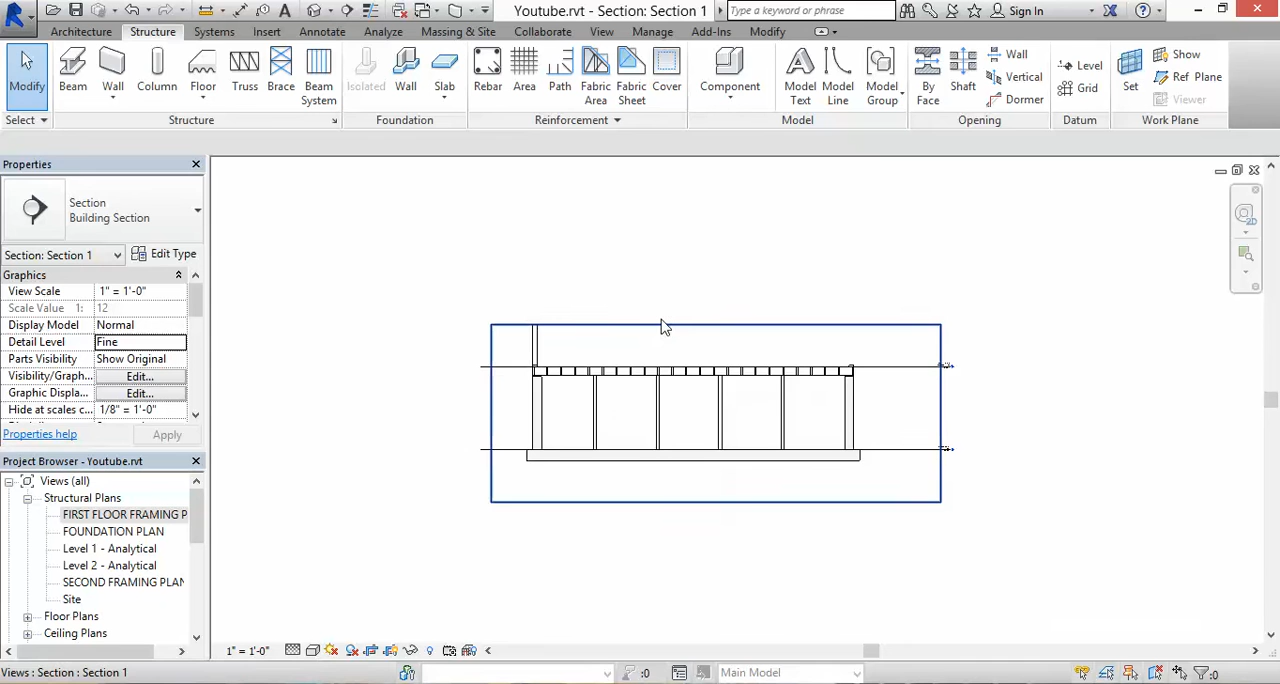 Youtube.rvt - Section: Section 1
Type a keyword or phrase
Sign In
Architecture Structure Systems Insert Annotate Analyze Massing & Site Collaborate View Manage Add-Ins Modify
Modify
Beam Wall Column Floor Truss Brace Beam System
Isolated Wall Slab
Rebar Area Path Fabric Area Fabric Sheet Cover
Component Model Text Model Line Model Group
By Face Shaft Wall Vertical Dormer
Level Grid
Set Show Ref Plane Viewer
Select Structure Foundation Reinforcement Model Opening Datum Work Plane
Properties
Section
Building Section
Section: Section 1 Edit Type
Graphics
View Scale 1" = 1'-0"
Scale Value 1: 12
Display Model Normal
Detail Level Fine
Parts Visibility Show Original
Visibility/Graph... Edit...
Graphic Displa... Edit...
Hide at scales c... 1/8" = 1'-0"
Properties help Apply
Project Browser - Youtube.rvt
Views (all)
Structural Plans
FIRST FLOOR FRAMING P
FOUNDATION PLAN
Level 1 - Analytical
Level 2 - Analytical
SECOND FRAMING PLAN
Site
Floor Plans
Ceiling Plans
1" = 1'-0"
Views : Section : Section 1
:0
Main Model
:0